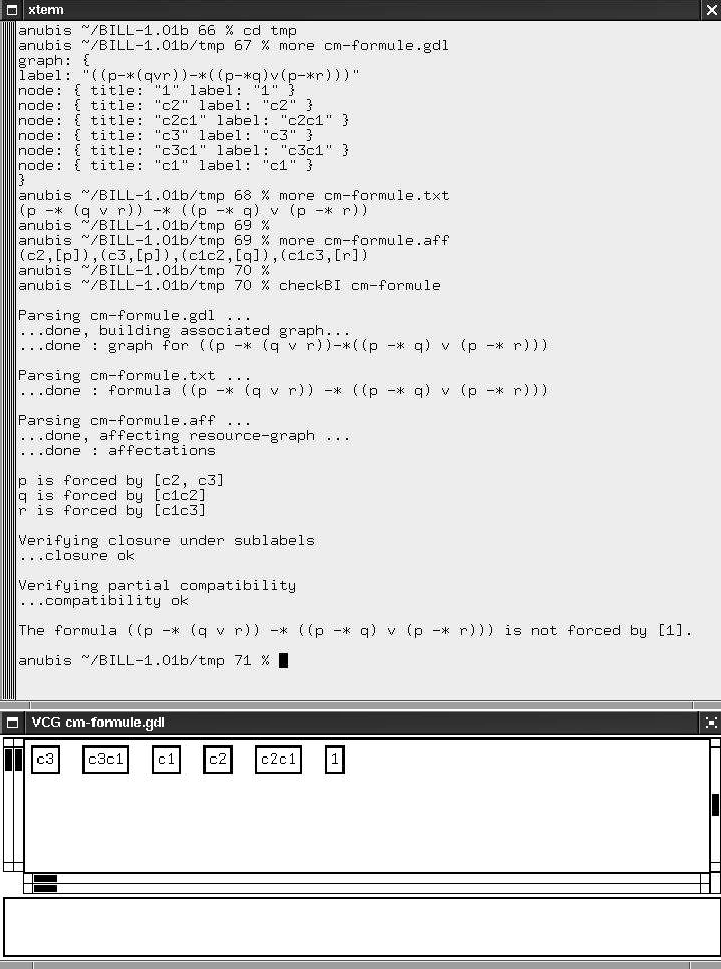 xterm
anubis ~/BILL-1.01b 66 % cd tmp
anubis ~/BILL-1.01b/tmp 67 % more cm-formule.gdl
graph: {
label: "((p-*(qvr))-*((p-*q)v(p-*r)))"
node: { title: "1" label: "1" }
node: { title: "c2" label: "c2" }
node: { title: "c2c1" label: "c2c1" }
node: { title: "c3" label: "c3" }
node: { title: "c3c1" label: "c3c1" }
node: { title: "c1" label: "c1" }
}
anubis ~/BILL-1.01b/tmp 68 % more cm-formule.txt
(p -* (q v r)) -* ((p -* q) v (p -* r))
anubis ~/BILL-1.01b/tmp 69 %
anubis ~/BILL-1.01b/tmp 69 % more cm-formule.aff
(c2,[p]),(c3,[p]),(c1c2,[q]),(c1c3,[r])
anubis ~/BILL-1.01b/tmp 70 %
anubis ~/BILL-1.01b/tmp 70 % checkBI cm-formule
Parsing cm-formule.gdl ...
...done, building associated graph...
...done : graph for ((p -* (q v r))-*((p -* q) v (p -* r)))
Parsing cm-formule.txt ...
...done : formula ((p -* (q v r)) -* ((p -* q) v (p -* r)))
Parsing cm-formule.aff ...
...done, affecting resource-graph ...
...done : affectations
p is forced by [c2, c3]
q is forced by [c1c2]
r is forced by [c1c3]
Verifying closure under sublabels
...closure ok
Verifying partial compatibility
...compatibility ok
The formula ((p -* (q v r)) -* ((p -* q) v (p -* r))) is not forced by [1].
anubis ~/BILL-1.01b/tmp 71 %
VCG cm-formule.gdl
c3 c3c1 c1 c2 c2c1 1